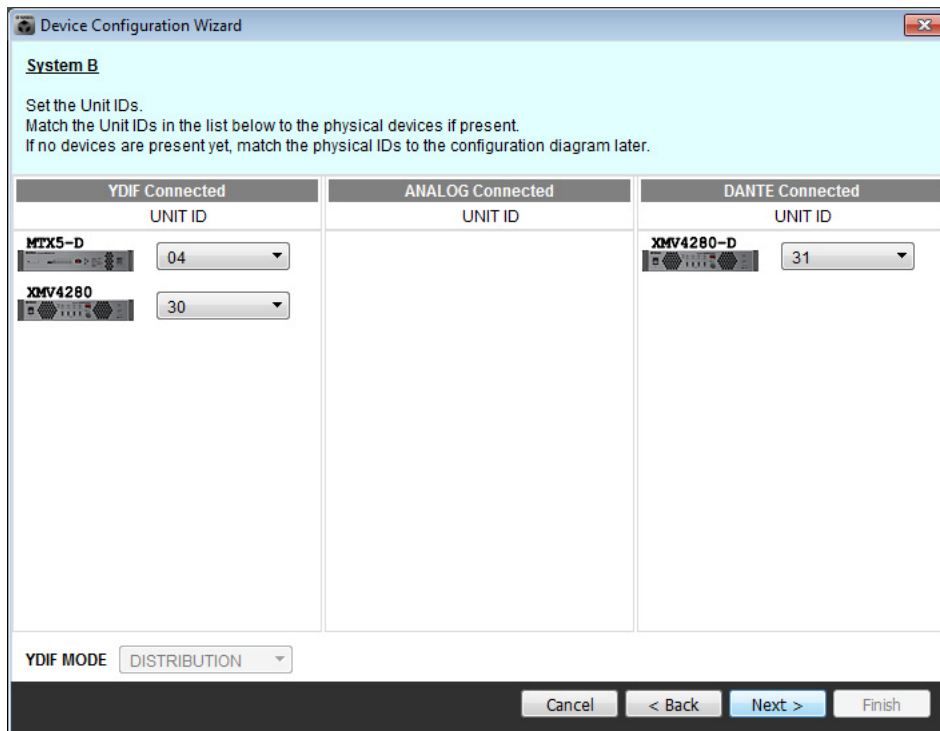 Device Configuration Wizard
System B
Set the Unit IDs.
Match the Unit IDs in the list below to the physical devices if present.
If no devices are present yet, match the physical IDs to the configuration diagram later.
YDIF Connected
ANALOG Connected
DANTE Connected
UNIT ID
UNIT ID
UNIT ID
MTX5-D
04
XMV4280-D
31
XMV4280
30
YDIF MODE
DISTRIBUTION
Cancel
< Back
Next >
Finish